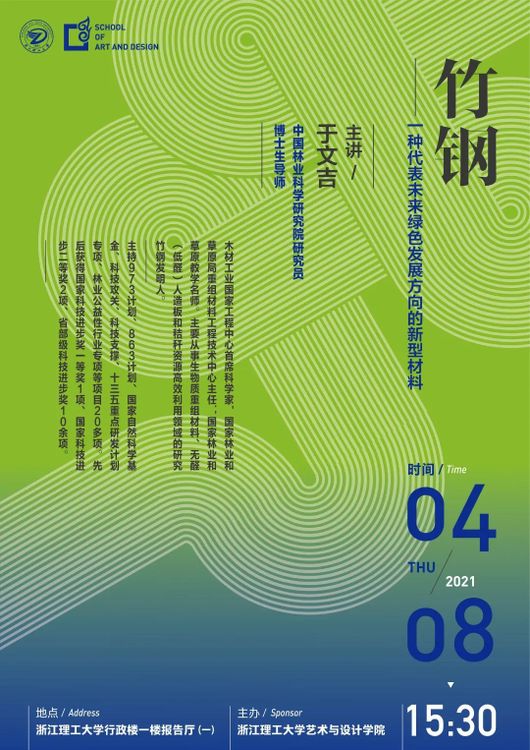 SCHOOL
OF
ART AND DESIGN
竹钢
——一种代表未来绿色发展方向的新型材料
主讲/
于文吉
中国林业科学研究院研究员
博士生导师
木材工业国家工程中心首席科学家，国家林业和
草原局重组材料工程技术中心主任；国家林业和
草原教学名师。主要从事生物质重组材料、无醛
（低醛）人造板和秸秆资源高效利用领域的研究
竹钢发明人。
主持973计划、863计划、国家自然科学基
金、科技攻关、科技支撑、十三五重点研发计划
专项、林业公益性行业专项等项目20多项。先
后获得国家科技进步奖一等奖1项、国家科技进
步二等奖2项、省部级科技进步奖10余项。
时间/Time
04
THU / 2021
08
15:30
地点/Address
浙江理工大学行政楼一楼报告厅(一)
主办/Sponsor
浙江理工大学艺术与设计学院